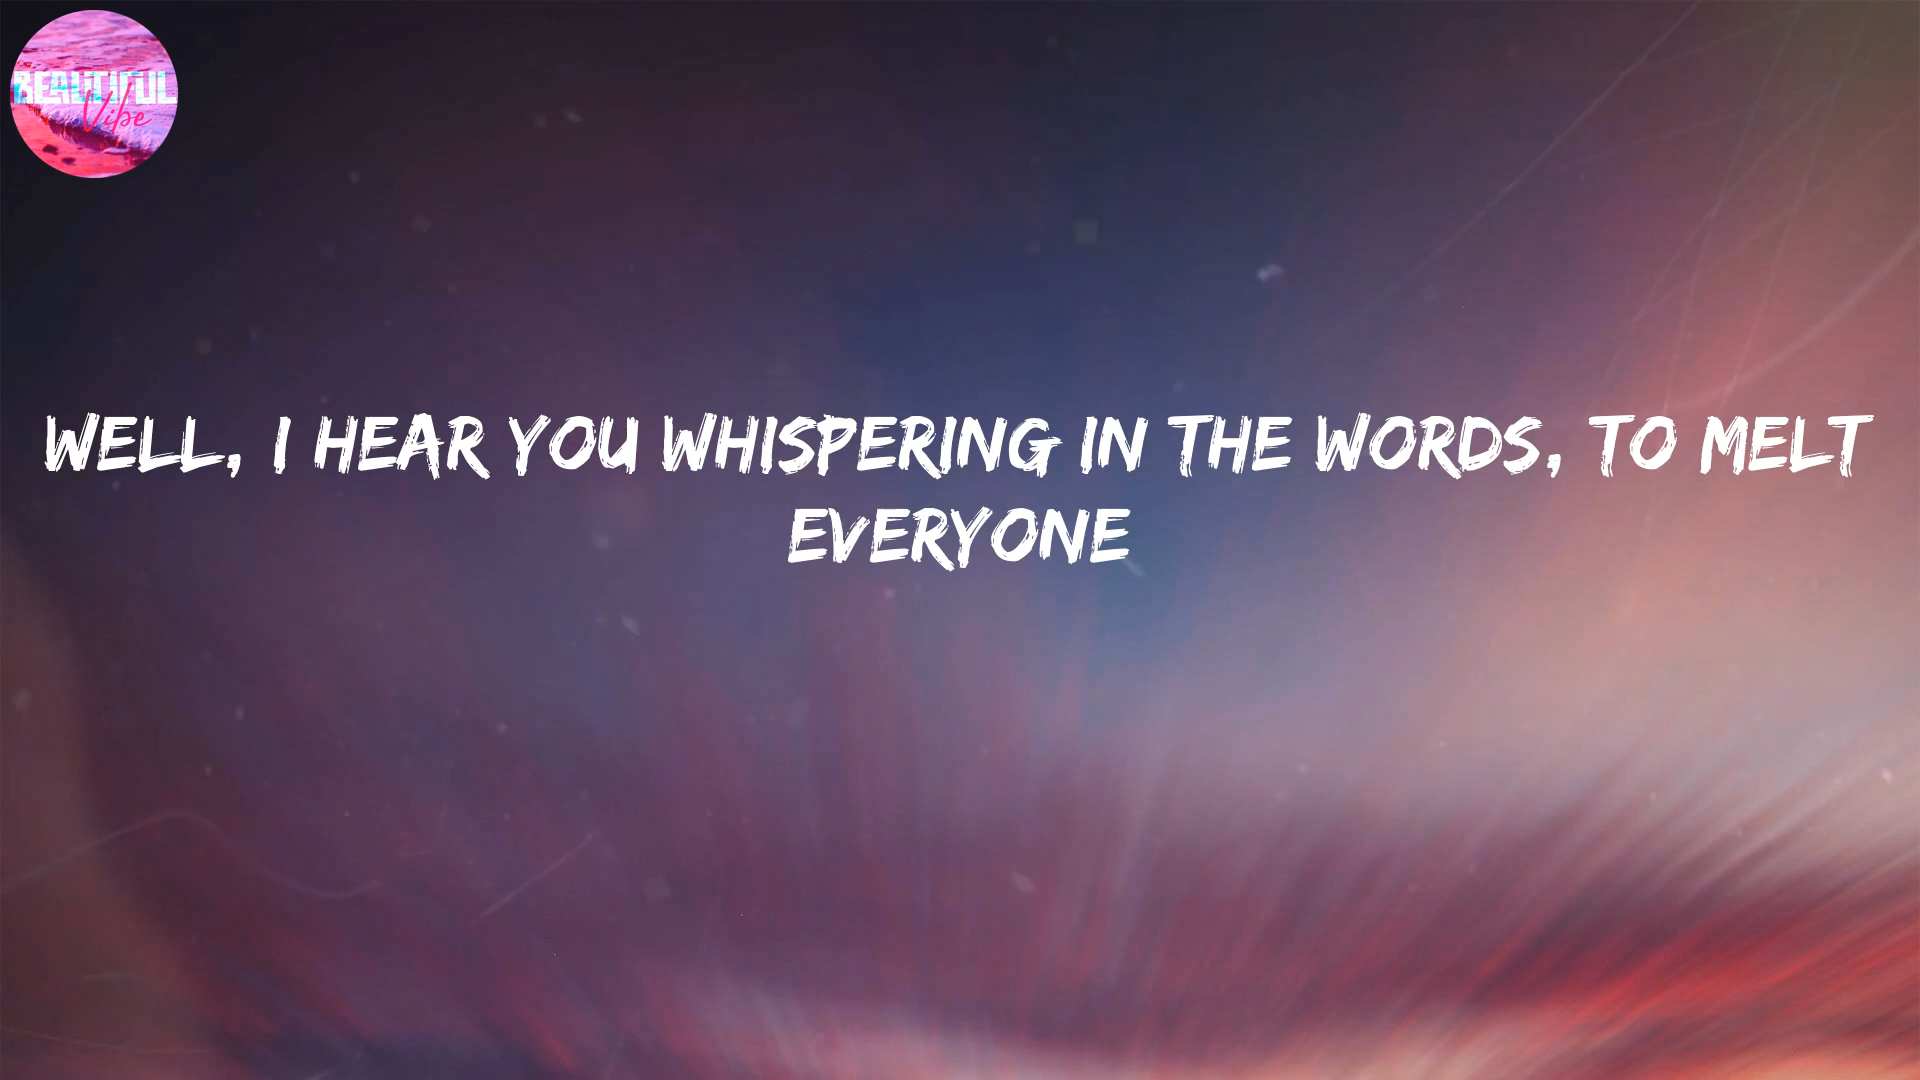 BEAUTIFUL
Vibe
WELL, I HEAR YOU WHISPERING IN THE WORDS, TO MELT
EVERYONE